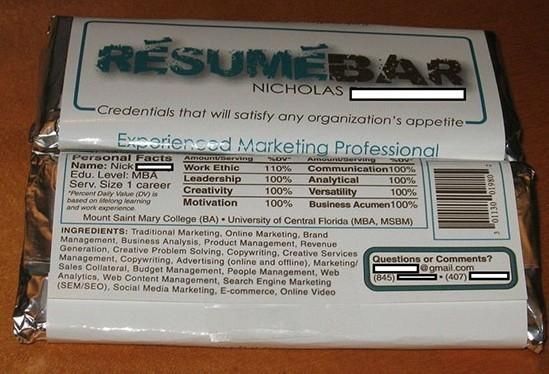 RÉSUMÉBAR
NICHOLAS
Credentials that will satisfy any organization's appetite
Experienced Marketing Professional
Personal Facts
Name: Nick
Edu. Level: MBA
Serv. Size 1 career
*Percent Daily Value (DV) is
based on lifelong learning
and work experience.
Amount/Serving %DV* Amount/Serving %DV*
Work Ethic 110% Communication 100%
Leadership 100% Analytical 100%
Creativity 100% Versatility 100%
Motivation 100% Business Acumen 100%
Mount Saint Mary College (BA) • University of Central Florida (MBA, MSBM)
INGREDIENTS: Traditional Marketing, Online Marketing, Brand
Management, Business Analysis, Product Management, Revenue
Generation, Creative Problem Solving, Copywriting, Creative Services
Management, Copywriting, Advertising (online and offline), Marketing/
Sales Collateral, Budget Management, People Management, Web
Analytics, Web Content Management, Search Engine Marketing
(SEM/SEO), Social Media Marketing, E-commerce, Online Video
Questions or Comments?
@gmail.com
(845) • (407)